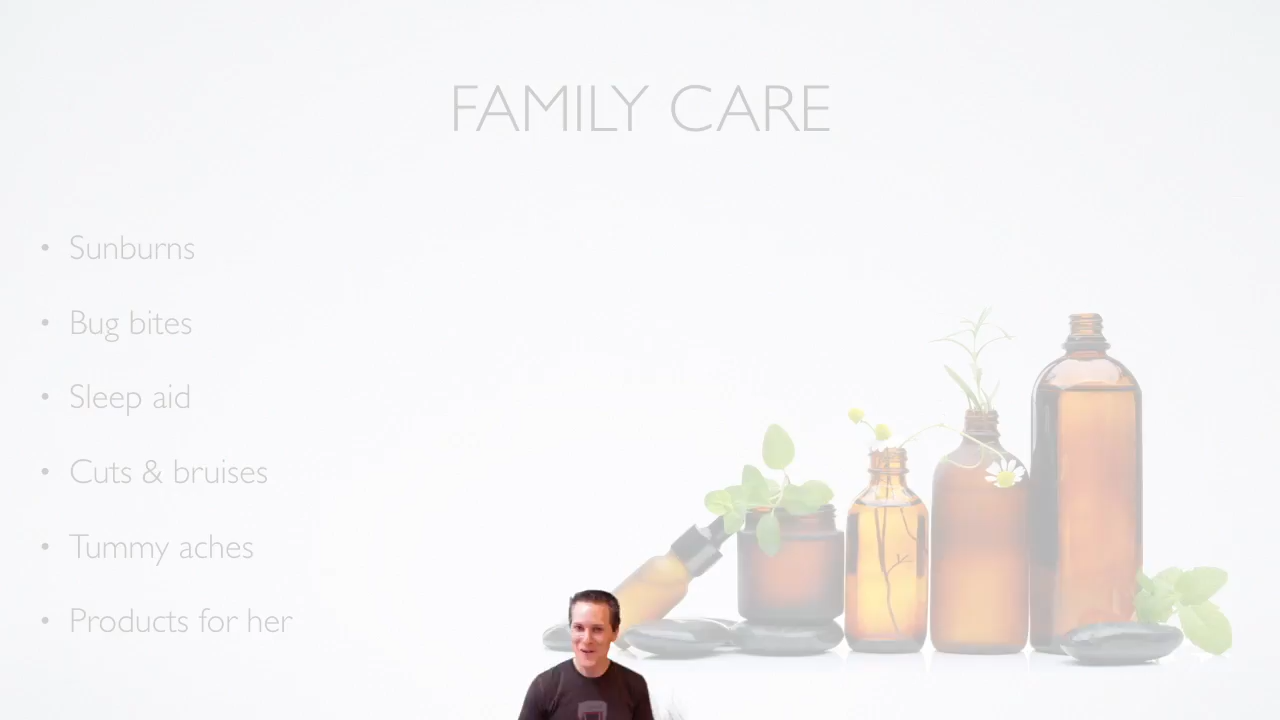 FAMILY CARE
• Sunburns
• Bug bites
• Sleep aid
• Cuts & bruises
• Tummy aches
• Products for her